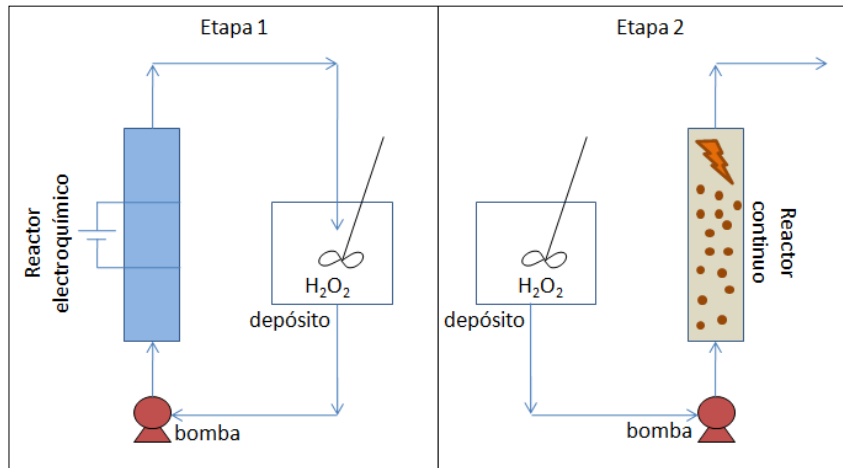 Etapa 1
Reactor
electroquímico
H₂O₂
depósito
bomba
Etapa 2
H₂O₂
depósito
Reactor
continuo
bomba